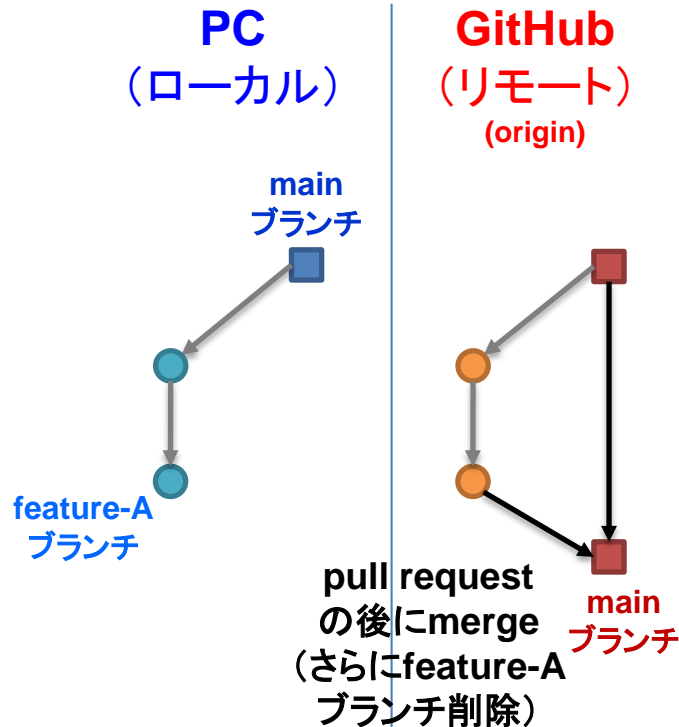 PC
(ローカル)
GitHub
(リモート)
(origin)
main
ブランチ
feature-A
ブランチ
pull request
の後にmerge
(さらにfeature-A
ブランチ削除)
main
ブランチ